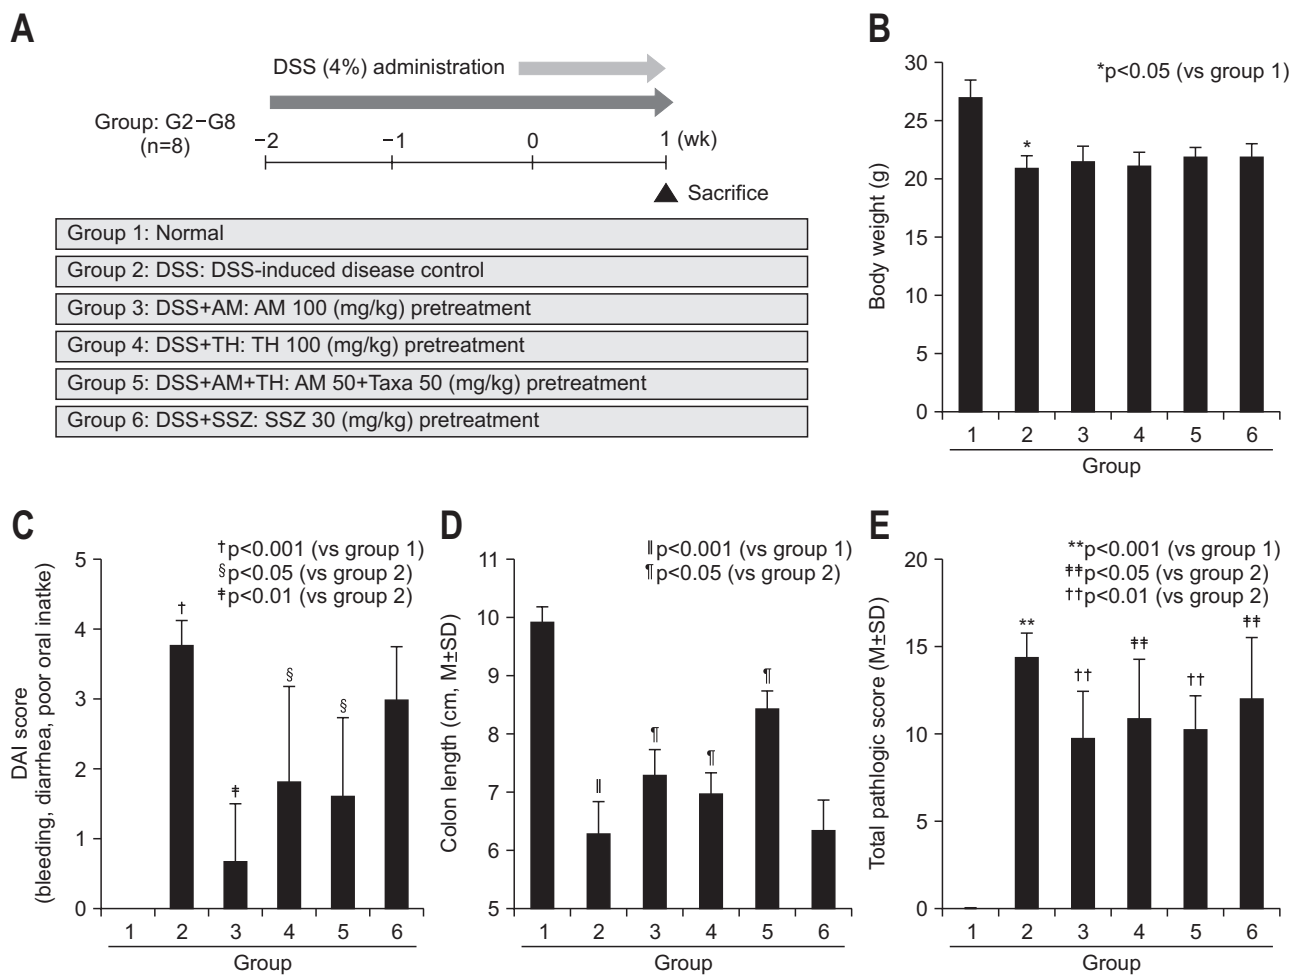 A
DSS (4%) administration
Group: G2−G8
(n=8)
−2 −1 0 1 (wk)
Sacrifice
Group 1: Normal
Group 2: DSS: DSS-induced disease control
Group 3: DSS+AM: AM 100 (mg/kg) pretreatment
Group 4: DSS+TH: TH 100 (mg/kg) pretreatment
Group 5: DSS+AM+TH: AM 50+Taxa 50 (mg/kg) pretreatment
Group 6: DSS+SSZ: SSZ 30 (mg/kg) pretreatment
B
*p<0.05 (vs group 1)
Body weight (g)
30
25
20
15
10
5
0
*
1 2 3 4 5 6
Group
C
†p<0.001 (vs group 1)
§p<0.05 (vs group 2)
‡p<0.01 (vs group 2)
DAI score
(bleeding, diarrhea, poor oral inatke)
5
4
3
2
1
0
† ‡ § §
1 2 3 4 5 6
Group
D
‖p<0.001 (vs group 1)
¶p<0.05 (vs group 2)
Colon length (cm, M±SD)
11
10
9
8
7
6
5
‖ ¶ ¶ ¶
1 2 3 4 5 6
Group
E
**p<0.001 (vs group 1)
‡‡p<0.05 (vs group 2)
††p<0.01 (vs group 2)
Total pathlogic score (M±SD)
20
15
10
5
0
** †† ‡‡ †† ‡‡
1 2 3 4 5 6
Group